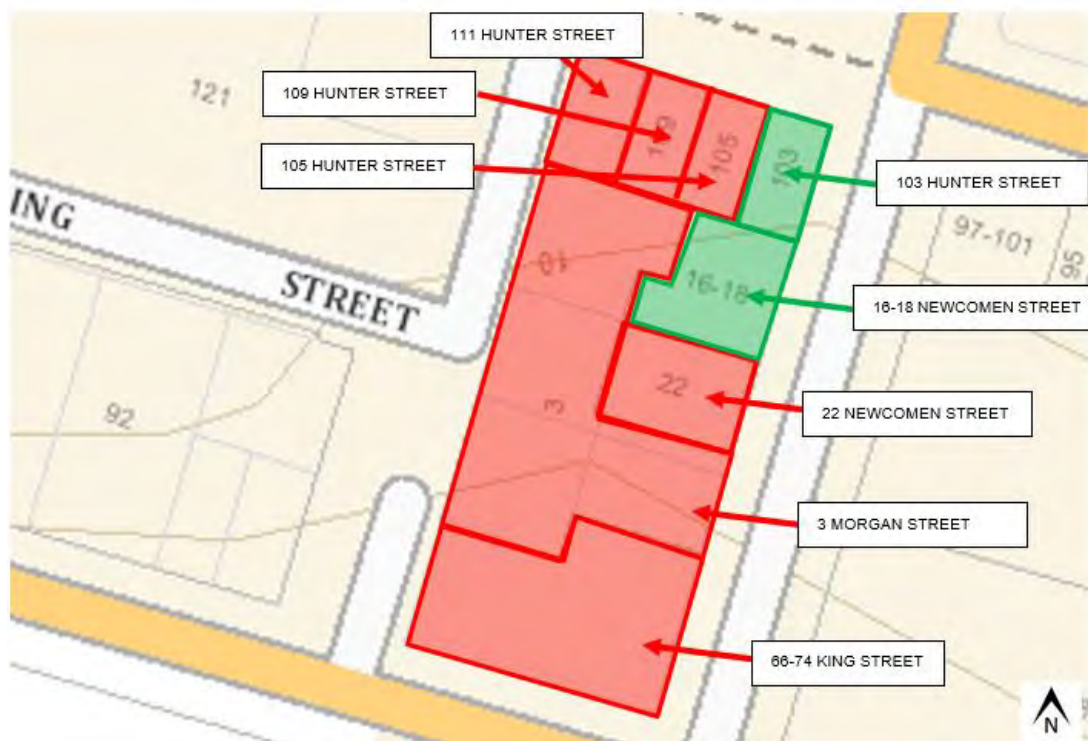 111 HUNTER STREET
121
109 HUNTER STREET
109
105
105 HUNTER STREET
103
103 HUNTER STREET
97-101
95
ING
STREET
10
16-18
16-18 NEWCOMEN STREET
92
22
22 NEWCOMEN STREET
3
3 MORGAN STREET
66-74 KING STREET
N